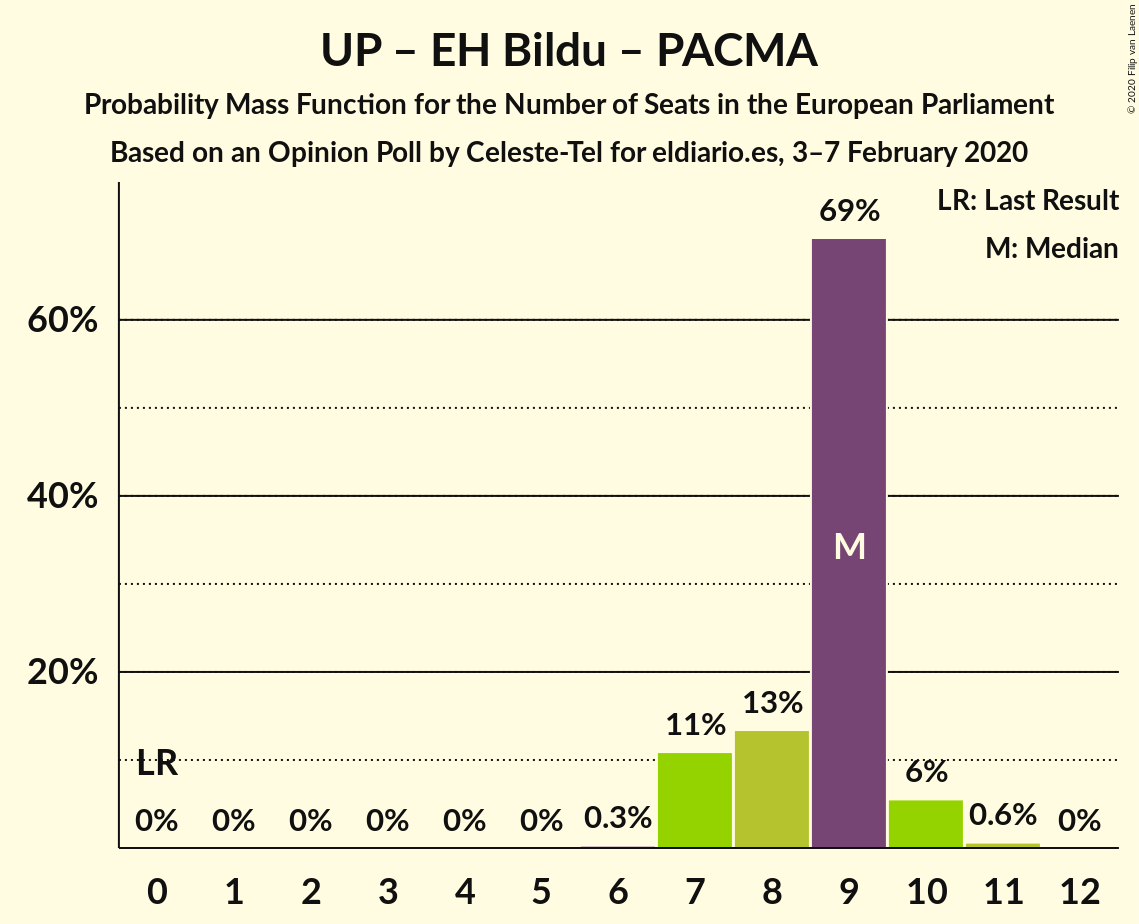 UP – EH Bildu – PACMA
Probability Mass Function for the Number of Seats in the European Parliament
Based on an Opinion Poll by Celeste-Tel for eldiario.es, 3–7 February 2020
© 2020 Filip van Laenen
LR: Last Result
M: Median
69%
60%
40%
M
20%
13%
11%
LR
6%
0% 0% 0% 0% 0% 0% 0.3% 0.6% 0%
0 1 2 3 4 5 6 7 8 9 10 11 12